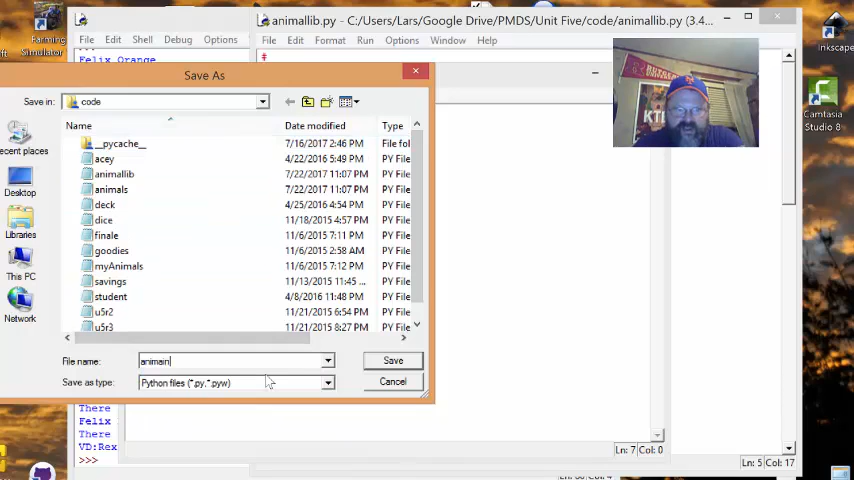 Farming
Simulator
animallib.py - C:/Users/Lars/Google Drive/PMDS/Unit Five/code/animallib.py (3.4...
File Edit Shell Debug Options
File Edit Format Run Options Window Help
Felix Orange
#
Save As
Save in: code
Name Date modified Type
__pycache__ 7/16/2017 2:46 PM File fol
acey 4/22/2016 5:49 PM PY File
animallib 7/22/2017 11:07 PM PY File
animals 7/22/2017 11:07 PM PY File
deck 4/25/2016 4:54 PM PY File
dice 11/18/2015 4:57 PM PY File
finale 11/6/2015 7:11 PM PY File
goodies 11/6/2015 2:58 AM PY File
myAnimals 11/6/2015 7:12 PM PY File
savings 11/13/2015 11:45 ... PY File
student 4/8/2016 11:48 PM PY File
u5r2 11/21/2015 6:54 PM PY File
u5r3 11/21/2015 8:27 PM PY File
ecent places
Desktop
Libraries
This PC
Network
File name: animain
Save
Save as type: Python files (*.py,*.pyw)
Cancel
There
Felix
There
VD:Rex
>>>
Ln: 7 Col: 0
Ln: 5 Col: 17
Inkscape
Camtasia
Studio 8
RUTGERS